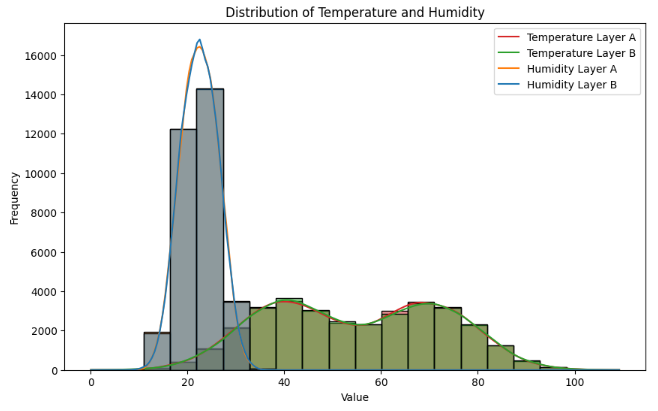 Distribution of Temperature and Humidity
Temperature Layer A
Temperature Layer B
Humidity Layer A
Humidity Layer B
Frequency
16000
14000
12000
10000
8000
6000
4000
2000
0
0 20 40 60 80 100
Value